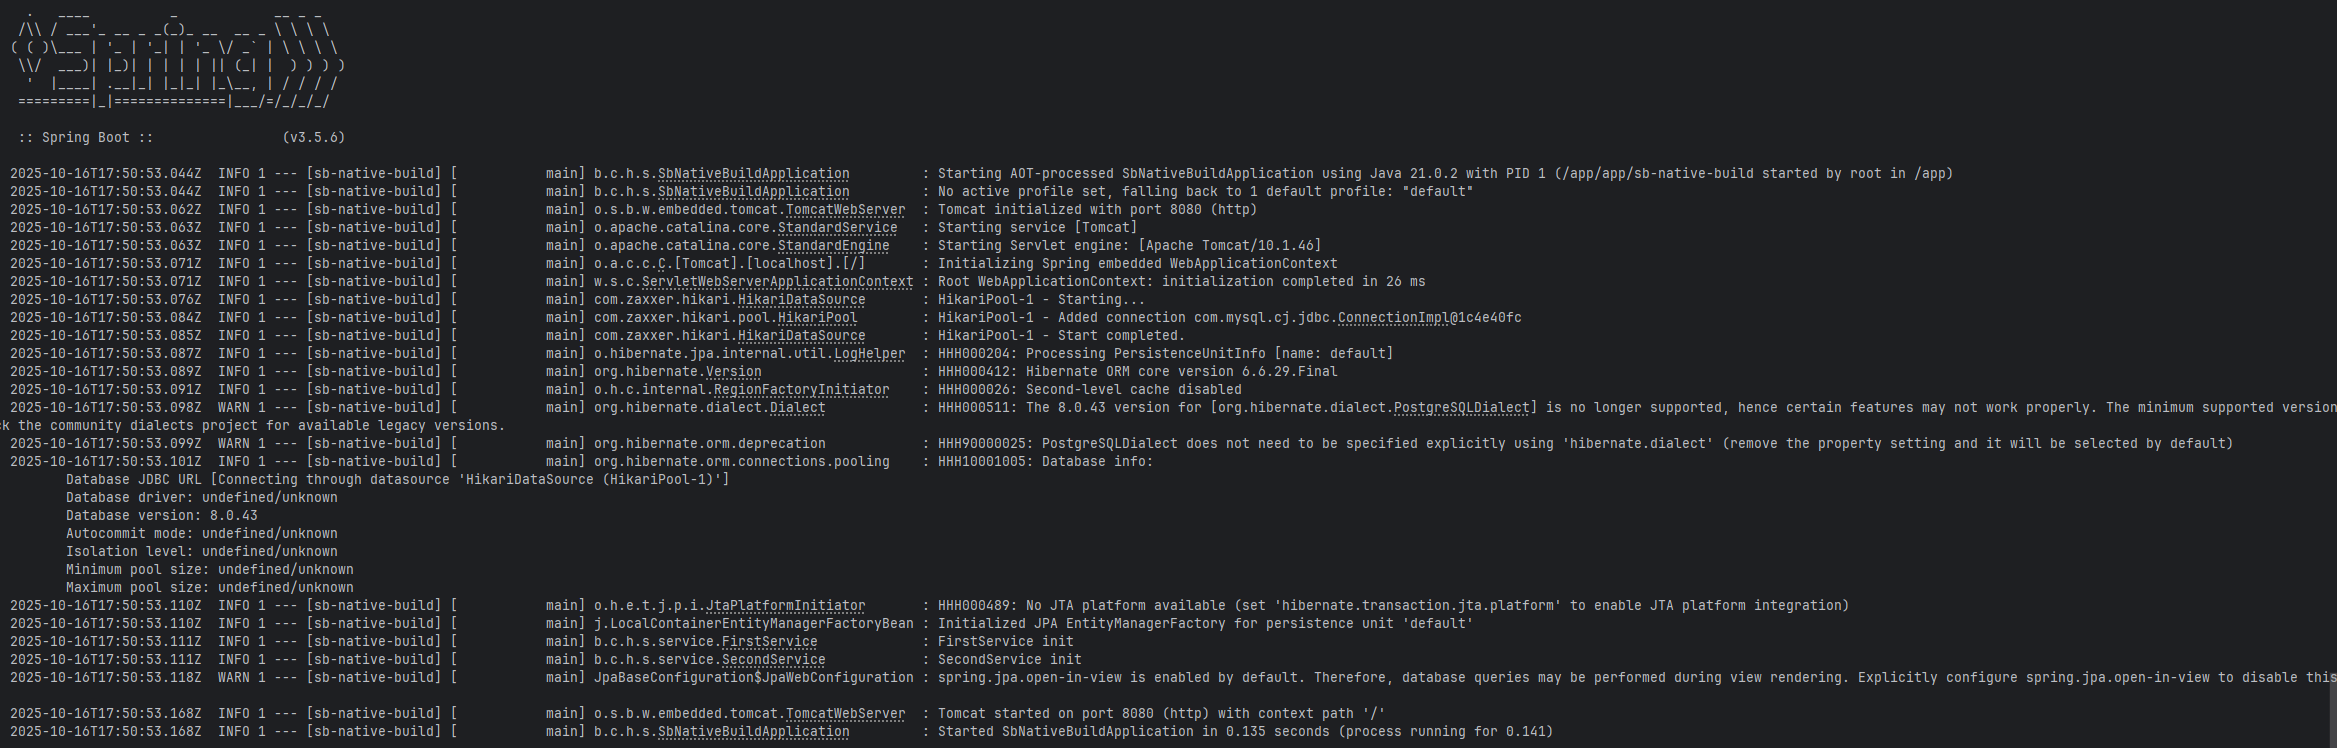 .   ____          _            __ _ _
 /\\ / ___'_ __ _ _(_)_ __  __ _ \ \ \ \
( ( )\___ | '_ | '_| | '_ \/ _` | \ \ \ \
 \\/  ___)| |_)| | | | | || (_| |  ) ) ) )
  '  |____| .__|_| |_|_| |_\__, | / / / /
 =========|_|==============|___/=/_/_/_/
 :: Spring Boot ::                (v3.5.6)
2025-10-16T17:50:53.044Z  INFO 1 --- [sb-native-build] [           main] b.c.h.s.SbNativeBuildApplication         : Starting AOT-processed SbNativeBuildApplication using Java 21.0.2 with PID 1 (/app/app/sb-native-build started by root in /app)
2025-10-16T17:50:53.044Z  INFO 1 --- [sb-native-build] [           main] b.c.h.s.SbNativeBuildApplication         : No active profile set, falling back to 1 default profile: "default"
2025-10-16T17:50:53.062Z  INFO 1 --- [sb-native-build] [           main] o.s.b.w.embedded.tomcat.TomcatWebServer  : Tomcat initialized with port 8080 (http)
2025-10-16T17:50:53.063Z  INFO 1 --- [sb-native-build] [           main] o.apache.catalina.core.StandardService   : Starting service [Tomcat]
2025-10-16T17:50:53.063Z  INFO 1 --- [sb-native-build] [           main] o.apache.catalina.core.StandardEngine    : Starting Servlet engine: [Apache Tomcat/10.1.46]
2025-10-16T17:50:53.071Z  INFO 1 --- [sb-native-build] [           main] o.a.c.c.C.[Tomcat].[localhost].[/]       : Initializing Spring embedded WebApplicationContext
2025-10-16T17:50:53.071Z  INFO 1 --- [sb-native-build] [           main] w.s.c.ServletWebServerApplicationContext : Root WebApplicationContext: initialization completed in 26 ms
2025-10-16T17:50:53.076Z  INFO 1 --- [sb-native-build] [           main] com.zaxxer.hikari.HikariDataSource       : HikariPool-1 - Starting...
2025-10-16T17:50:53.084Z  INFO 1 --- [sb-native-build] [           main] com.zaxxer.hikari.pool.HikariPool        : HikariPool-1 - Added connection com.mysql.cj.jdbc.ConnectionImpl@1c4e40fc
2025-10-16T17:50:53.085Z  INFO 1 --- [sb-native-build] [           main] com.zaxxer.hikari.HikariDataSource       : HikariPool-1 - Start completed.
2025-10-16T17:50:53.087Z  INFO 1 --- [sb-native-build] [           main] o.hibernate.jpa.internal.util.LogHelper  : HHH000204: Processing PersistenceUnitInfo [name: default]
2025-10-16T17:50:53.089Z  INFO 1 --- [sb-native-build] [           main] org.hibernate.Version                    : HHH000412: Hibernate ORM core version 6.6.29.Final
2025-10-16T17:50:53.091Z  INFO 1 --- [sb-native-build] [           main] o.h.c.internal.RegionFactoryInitiator    : HHH000026: Second-level cache disabled
2025-10-16T17:50:53.098Z  WARN 1 --- [sb-native-build] [           main] org.hibernate.dialect.Dialect            : HHH000511: The 8.0.43 version for [org.hibernate.dialect.PostgreSQLDialect] is no longer supported, hence certain features may not work properly. The minimum supported version
ck the community dialects project for available legacy versions.
2025-10-16T17:50:53.099Z  WARN 1 --- [sb-native-build] [           main] org.hibernate.orm.deprecation            : HHH90000025: PostgreSQLDialect does not need to be specified explicitly using 'hibernate.dialect' (remove the property setting and it will be selected by default)
2025-10-16T17:50:53.101Z  INFO 1 --- [sb-native-build] [           main] org.hibernate.orm.connections.pooling    : HHH10001005: Database info:
       Database JDBC URL [Connecting through datasource 'HikariDataSource (HikariPool-1)']
       Database driver: undefined/unknown
       Database version: 8.0.43
       Autocommit mode: undefined/unknown
       Isolation level: undefined/unknown
       Minimum pool size: undefined/unknown
       Maximum pool size: undefined/unknown
2025-10-16T17:50:53.110Z  INFO 1 --- [sb-native-build] [           main] o.h.e.t.j.p.i.JtaPlatformInitiator       : HHH000489: No JTA platform available (set 'hibernate.transaction.jta.platform' to enable JTA platform integration)
2025-10-16T17:50:53.110Z  INFO 1 --- [sb-native-build] [           main] j.LocalContainerEntityManagerFactoryBean : Initialized JPA EntityManagerFactory for persistence unit 'default'
2025-10-16T17:50:53.111Z  INFO 1 --- [sb-native-build] [           main] b.c.h.s.service.FirstService             : FirstService init
2025-10-16T17:50:53.111Z  INFO 1 --- [sb-native-build] [           main] b.c.h.s.service.SecondService            : SecondService init
2025-10-16T17:50:53.118Z  WARN 1 --- [sb-native-build] [           main] JpaBaseConfiguration$JpaWebConfiguration : spring.jpa.open-in-view is enabled by default. Therefore, database queries may be performed during view rendering. Explicitly configure spring.jpa.open-in-view to disable this
2025-10-16T17:50:53.168Z  INFO 1 --- [sb-native-build] [           main] o.s.b.w.embedded.tomcat.TomcatWebServer  : Tomcat started on port 8080 (http) with context path '/'
2025-10-16T17:50:53.168Z  INFO 1 --- [sb-native-build] [           main] b.c.h.s.SbNativeBuildApplication         : Started SbNativeBuildApplication in 0.135 seconds (process running for 0.141)